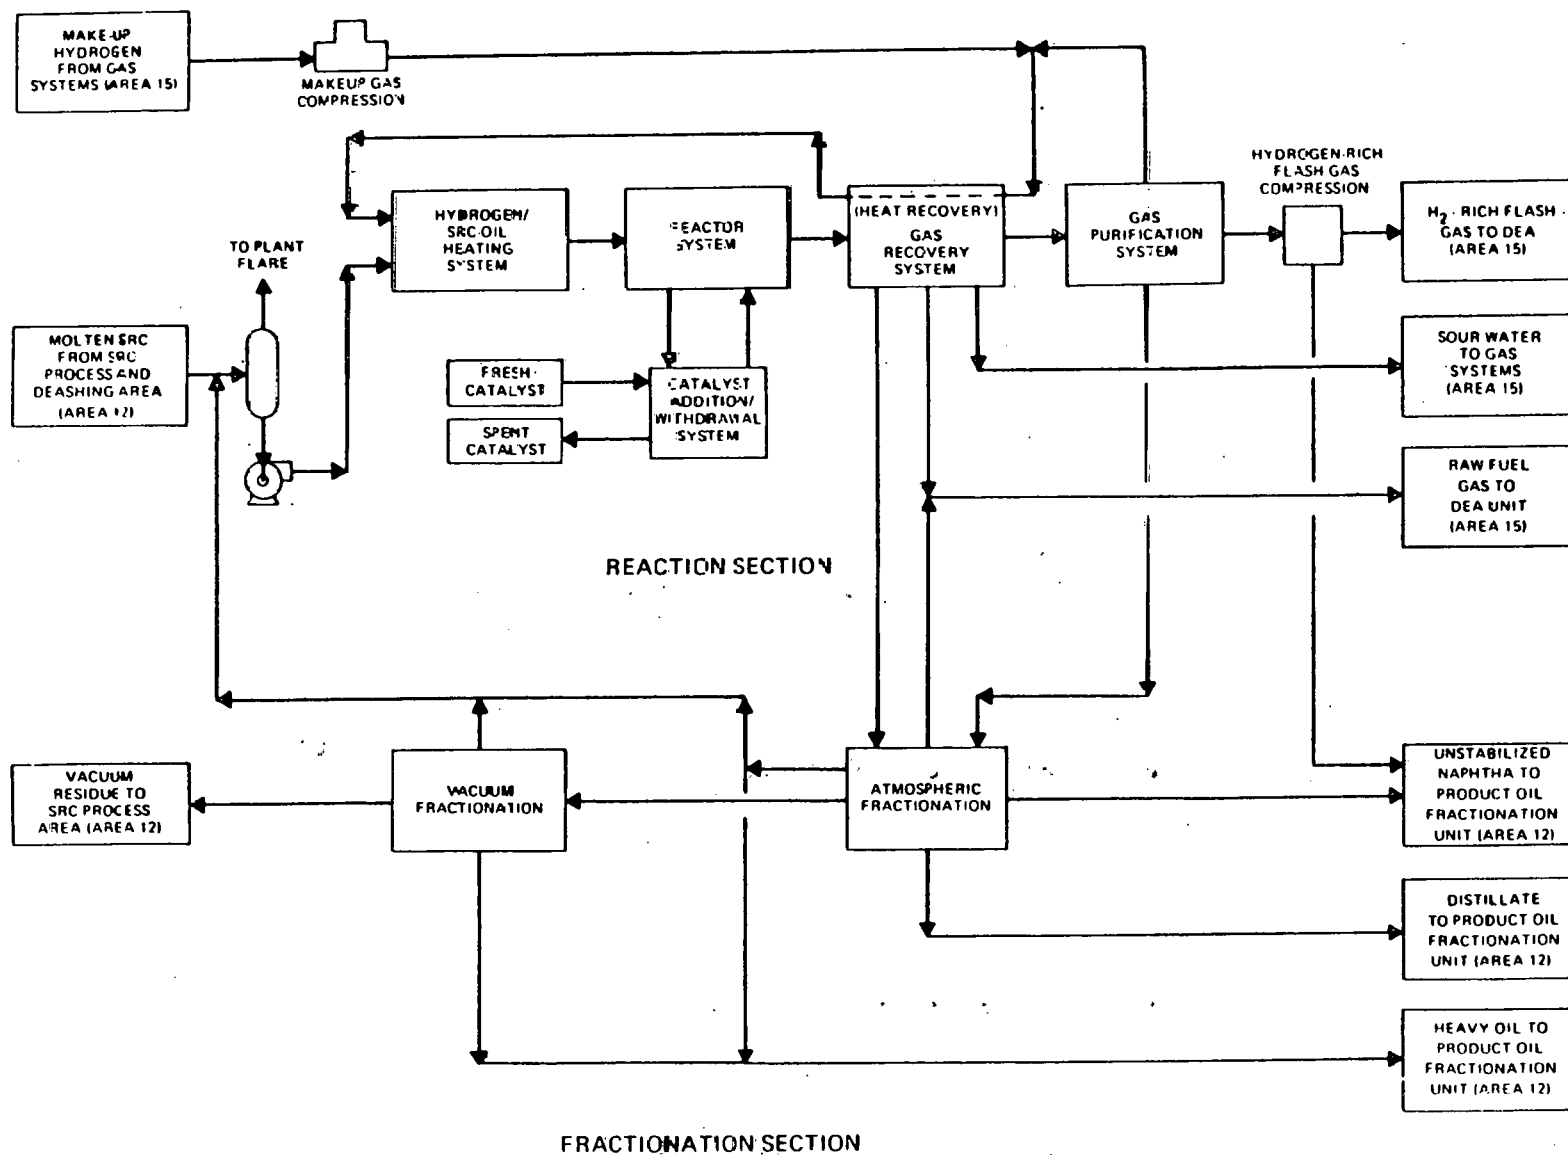 MAKE-UP
HYDROGEN
FROM GAS
SYSTEMS (AREA 15)
MAKEUP GAS
COMPRESSION
HYDROGEN-RICH
FLASH GAS
COMPRESSION
TO PLANT
FLARE
HYDROGEN/
SRC-OIL
HEATING
SYSTEM
REACTOR
SYSTEM
(HEAT RECOVERY)
GAS
RECOVERY
SYSTEM
GAS
PURIFICATION
SYSTEM
H2-RICH FLASH
GAS TO DEA
(AREA 15)
MOLTEN SRC
FROM SRC
PROCESS AND
DEASHING AREA
(AREA 12)
FRESH
CATALYST
SPENT
CATALYST
CATALYST
ADDITION/
WITHDRAWAL
SYSTEM
SOUR WATER
TO GAS
SYSTEMS
(AREA 15)
RAW FUEL
GAS TO
DEA UNIT
(AREA 15)
REACTION SECTION
VACUUM
RESIDUE TO
SRC PROCESS
AREA (AREA 12)
VACUUM
FRACTIONATION
ATMOSPHERIC
FRACTIONATION
UNSTABILIZED
NAPHTHA TO
PRODUCT OIL
FRACTIONATION
UNIT (AREA 12)
DISTILLATE
TO PRODUCT OIL
FRACTIONATION
UNIT (AREA 12)
HEAVY OIL TO
PRODUCT OIL
FRACTIONATION
UNIT (AREA 12)
FRACTIONATION SECTION